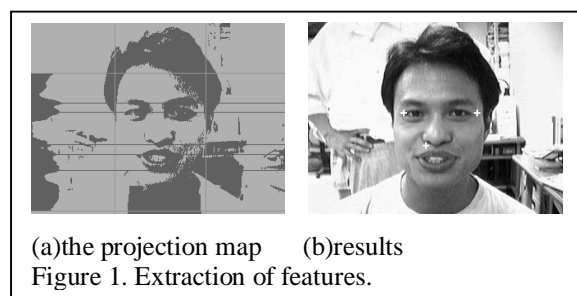 (a)the projection map (b)results
Figure 1. Extraction of features.